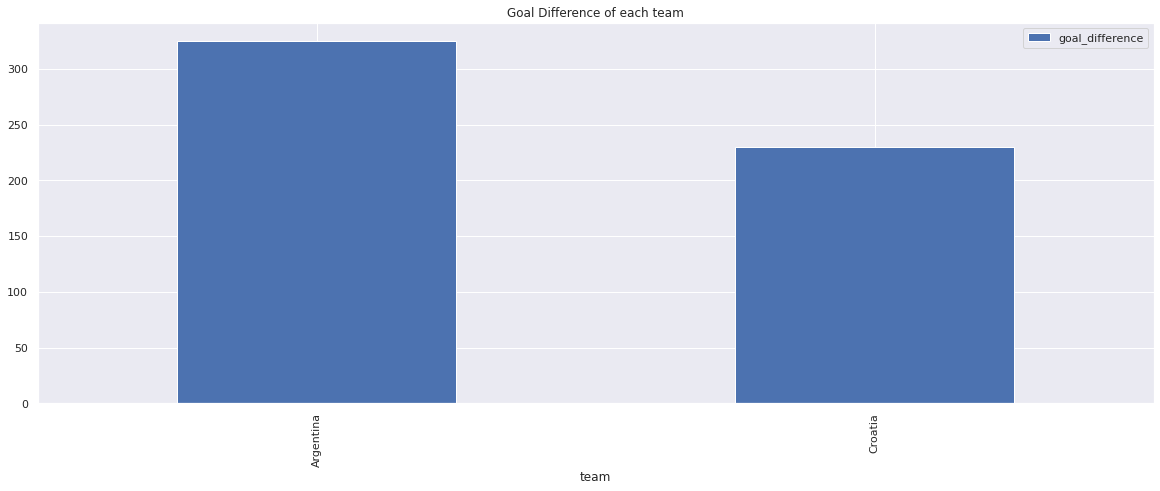 Goal Difference of each team
goal_difference
300
250
200
150
100
50
0
Argentina
Croatia
team